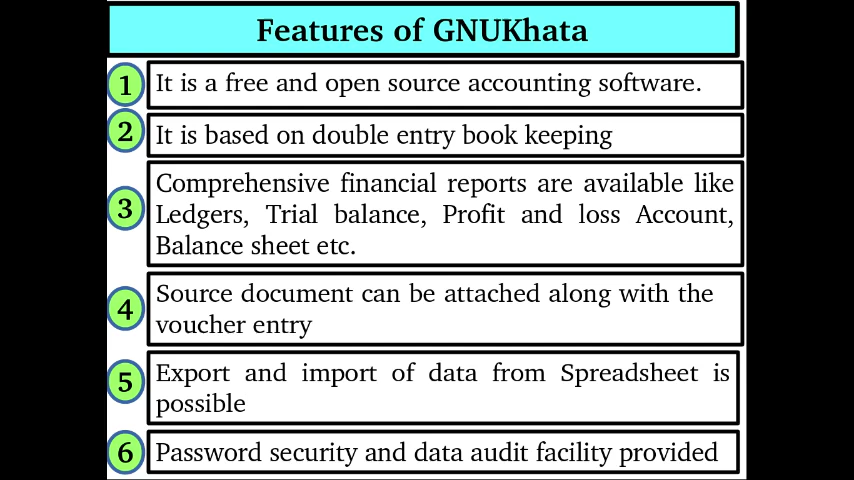 Features of GNUKhata
1 It is a free and open source accounting software.
2 It is based on double entry book keeping
3 Comprehensive financial reports are available like
Ledgers, Trial balance, Profit and loss Account,
Balance sheet etc.
4 Source document can be attached along with the
voucher entry
5 Export and import of data from Spreadsheet is
possible
6 Password security and data audit facility provided